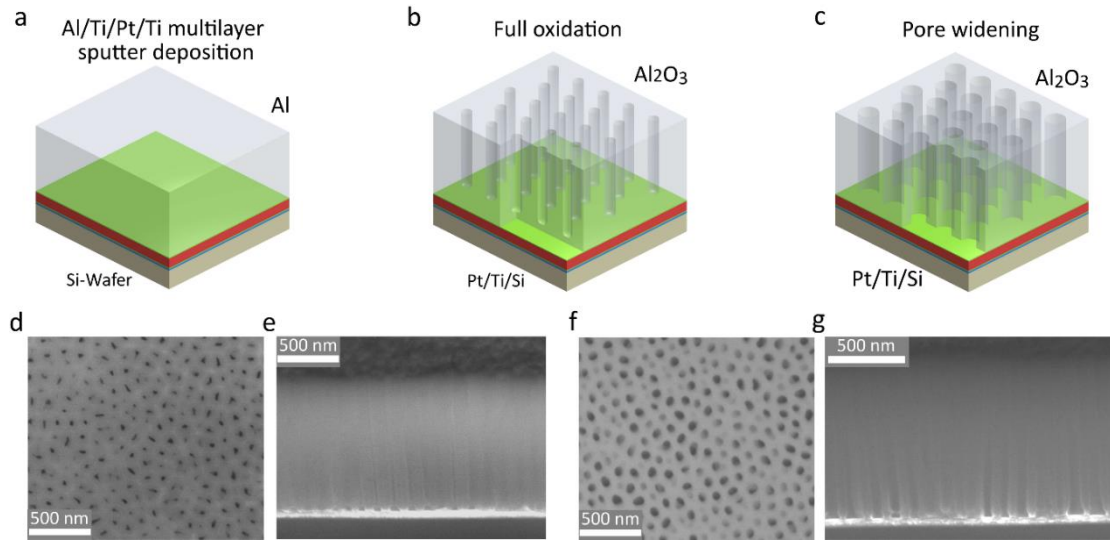 a
Al/Ti/Pt/Ti multilayer
sputter deposition
Al
Si-Wafer
b
Full oxidation
Al2O3
Pt/Ti/Si
c
Pore widening
Al2O3
Pt/Ti/Si
d
500 nm
e
500 nm
f
500 nm
g
500 nm